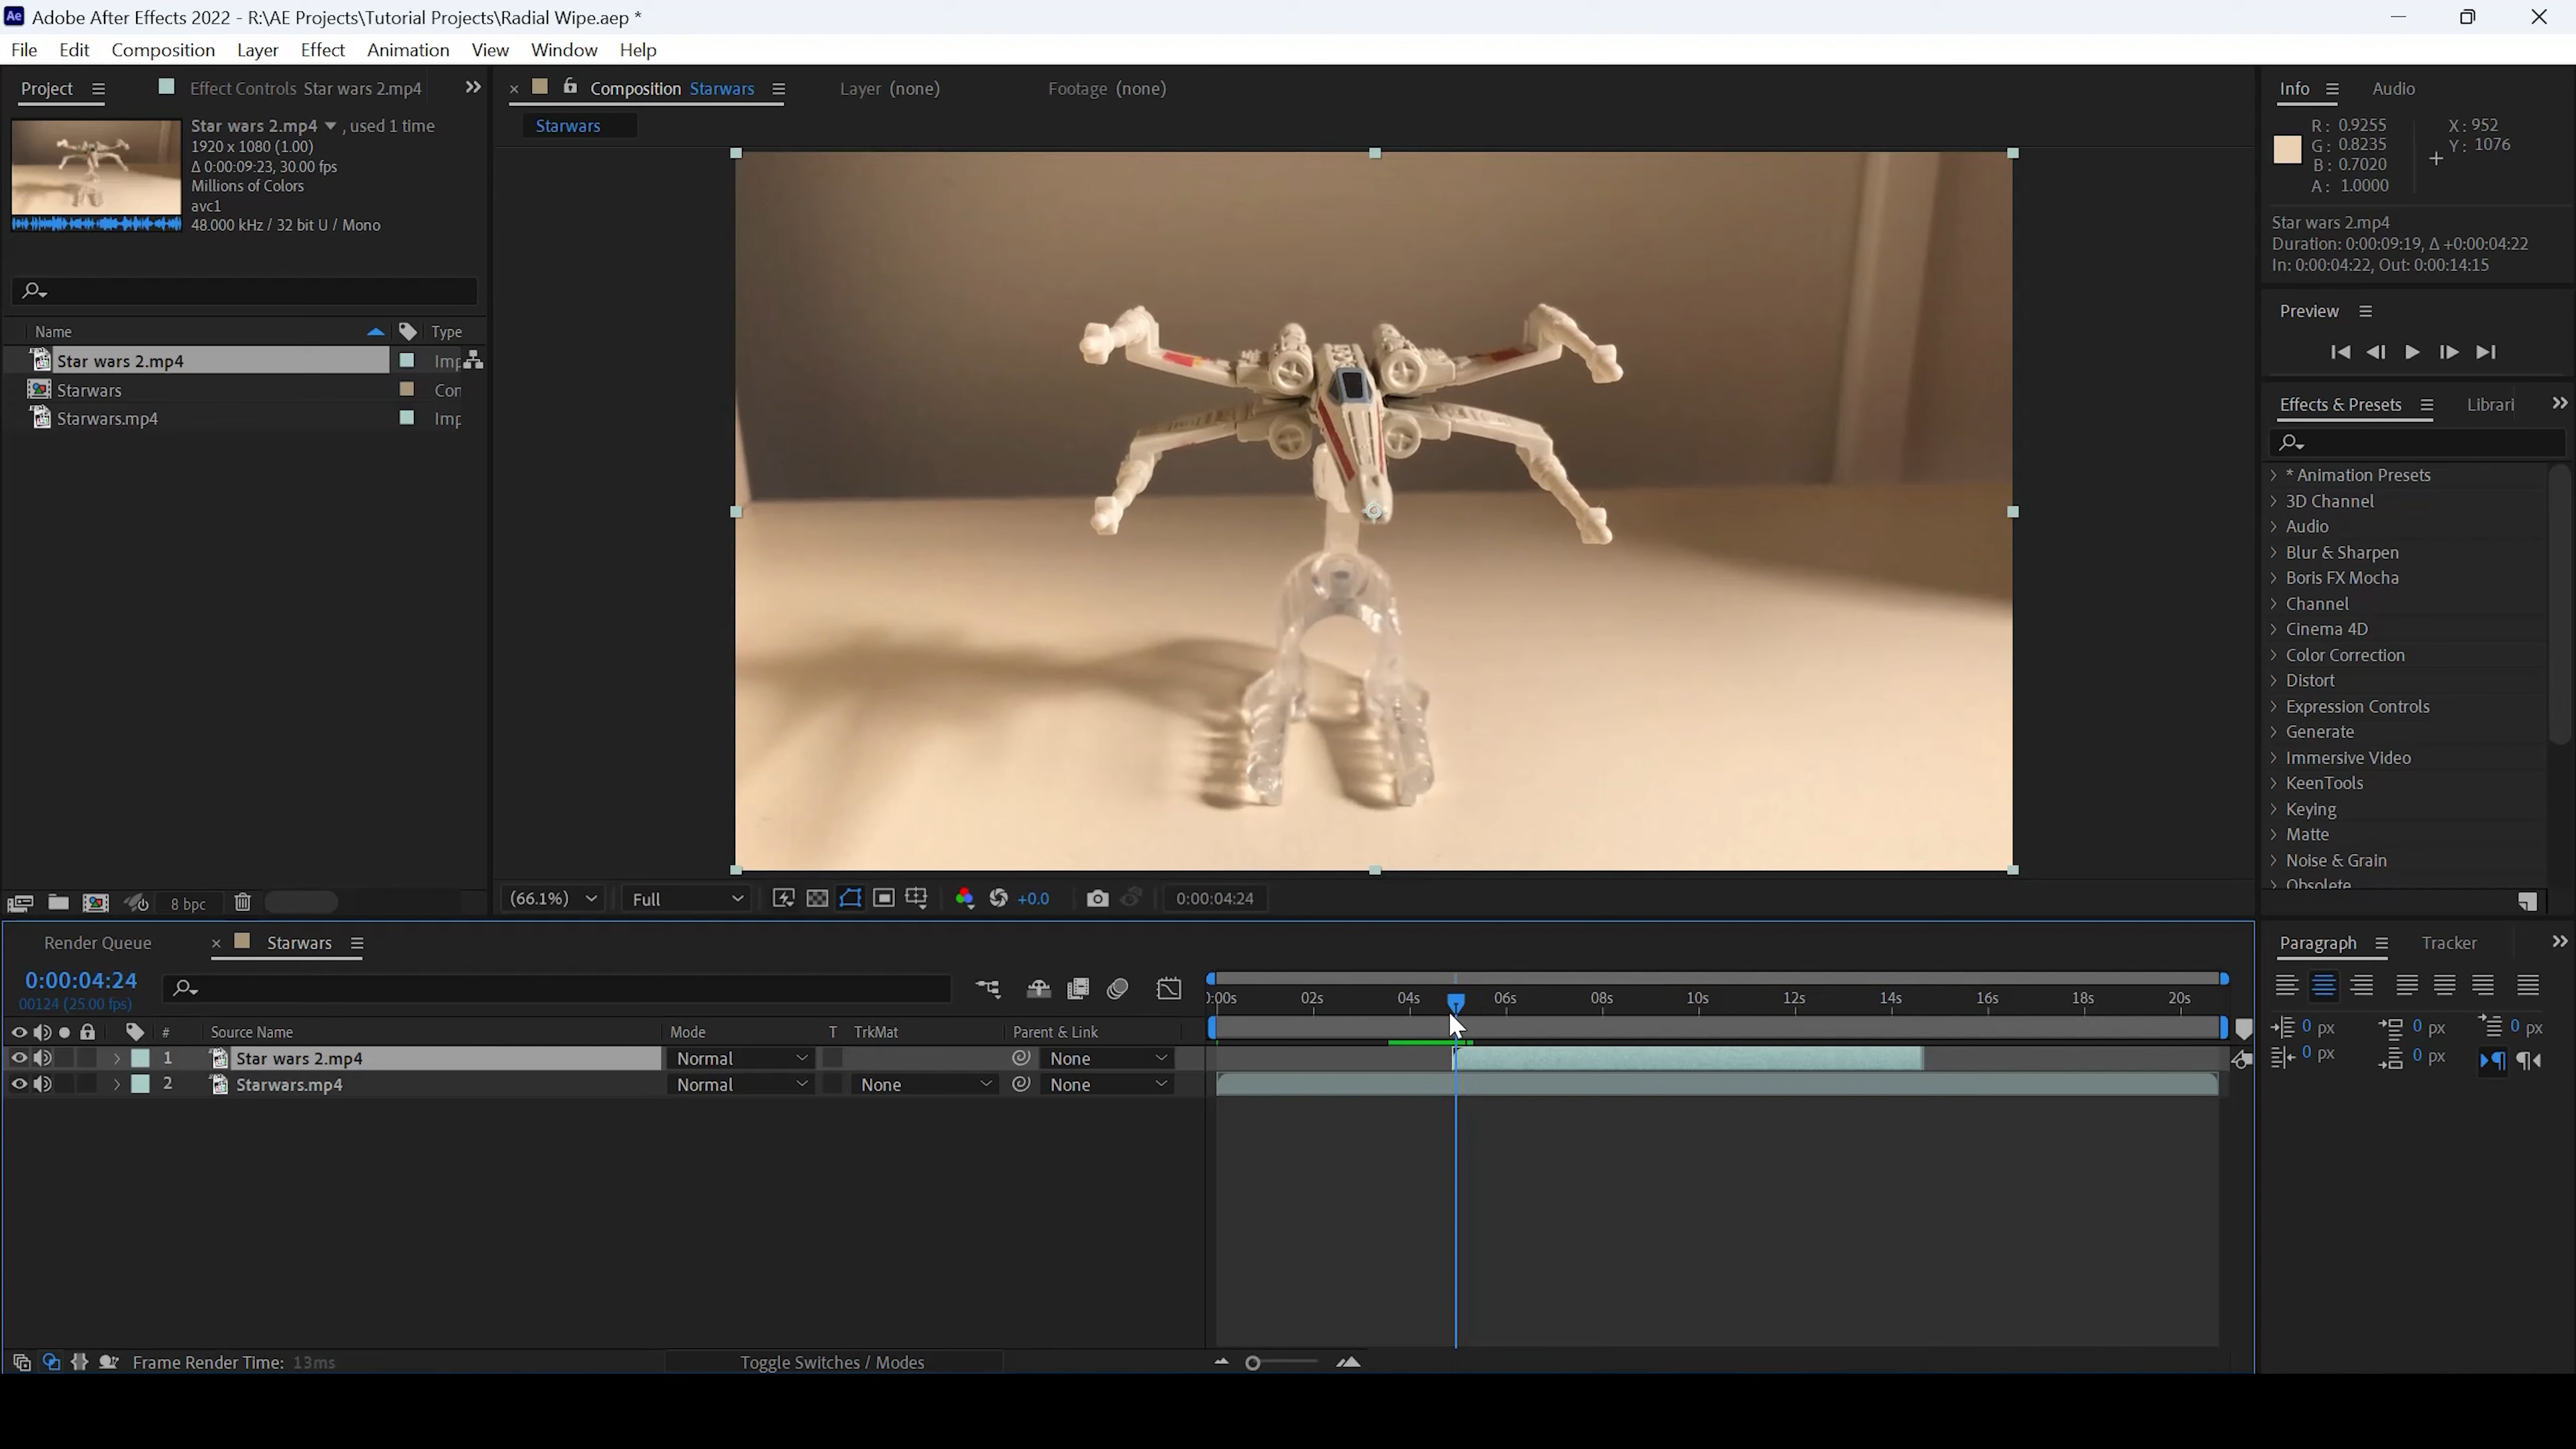 Adobe After Effects 2022 - R:\AE Projects\Tutorial Projects\Radial Wipe.aep *
File Edit Composition Layer Effect Animation View Window Help
Project Effect Controls Star wars 2.mp4
Composition Starwars Layer (none) Footage (none)
Info Audio
Starwars
Star wars 2.mp4 , used 1 time
1920 x 1080 (1.00)
Δ 0:00:09:23, 30.00 fps
Millions of Colors
avc1
48.000 kHz / 32 bit U / Mono
R: 0.9255
G: 0.8235
B: 0.7020
A: 1.0000
X: 952
Y: 1076
Star wars 2.mp4
Duration: 0:00:09:19, Δ +0:00:04:22
In: 0:00:04:22, Out: 0:00:14:15
Preview
Name Type
Star wars 2.mp4 Imp
Starwars Con
Starwars.mp4 Imp
Effects & Presets Librari
* Animation Presets
3D Channel
Audio
Blur & Sharpen
Boris FX Mocha
Channel
Cinema 4D
Color Correction
Distort
Expression Controls
Generate
Immersive Video
KeenTools
Keying
Matte
Noise & Grain
Obsolete
8 bpc
(66.1%) Full +0.0 0:00:04:24
Render Queue Starwars
0:00:04:24
00124 (25.00 fps)
):00s 02s 04s 06s 08s 10s 12s 14s 16s 18s 20s
# Source Name Mode T TrkMat Parent & Link
1 Star wars 2.mp4 Normal None
2 Starwars.mp4 Normal None None
Frame Render Time: 13ms Toggle Switches / Modes
Paragraph Tracker
0 px 0 px 0 px
0 px 0 px